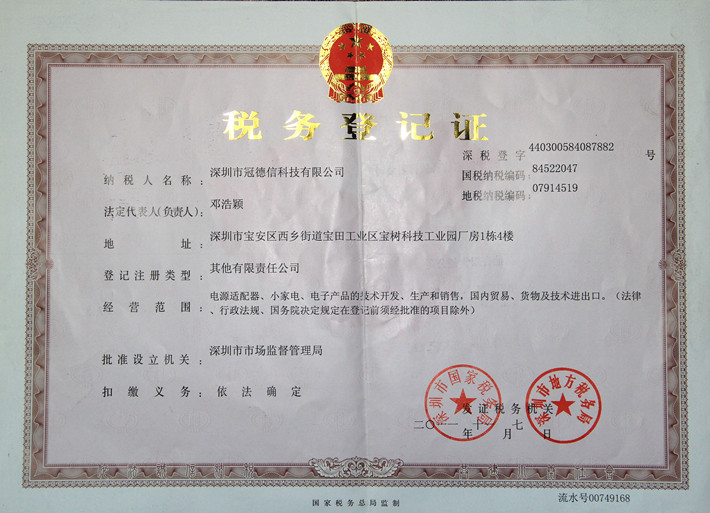 税务登记证
深税登字 440300584087882 号
国税纳税编码: 84522047
地税纳税编码: 07914519
纳税人名称: 深圳市冠德信科技有限公司
法定代表人(负责人): 邓浩颖
地址: 深圳市宝安区西乡街道宝田工业区宝树科技工业园厂房1栋4楼
登记注册类型: 其他有限责任公司
经营范围: 电源适配器、小家电、电子产品的技术开发、生产和销售,国内贸易、货物及技术进出口。(法律
、行政法规、国务院决定规定在登记前须经批准的项目除外)
批准设立机关: 深圳市市场监督管理局
扣缴义务: 依法确定
深圳市国家税务局
深圳市地方税务局
发证税务机关
二〇一一年十一月七日
国家税务总局监制
流水号00749168